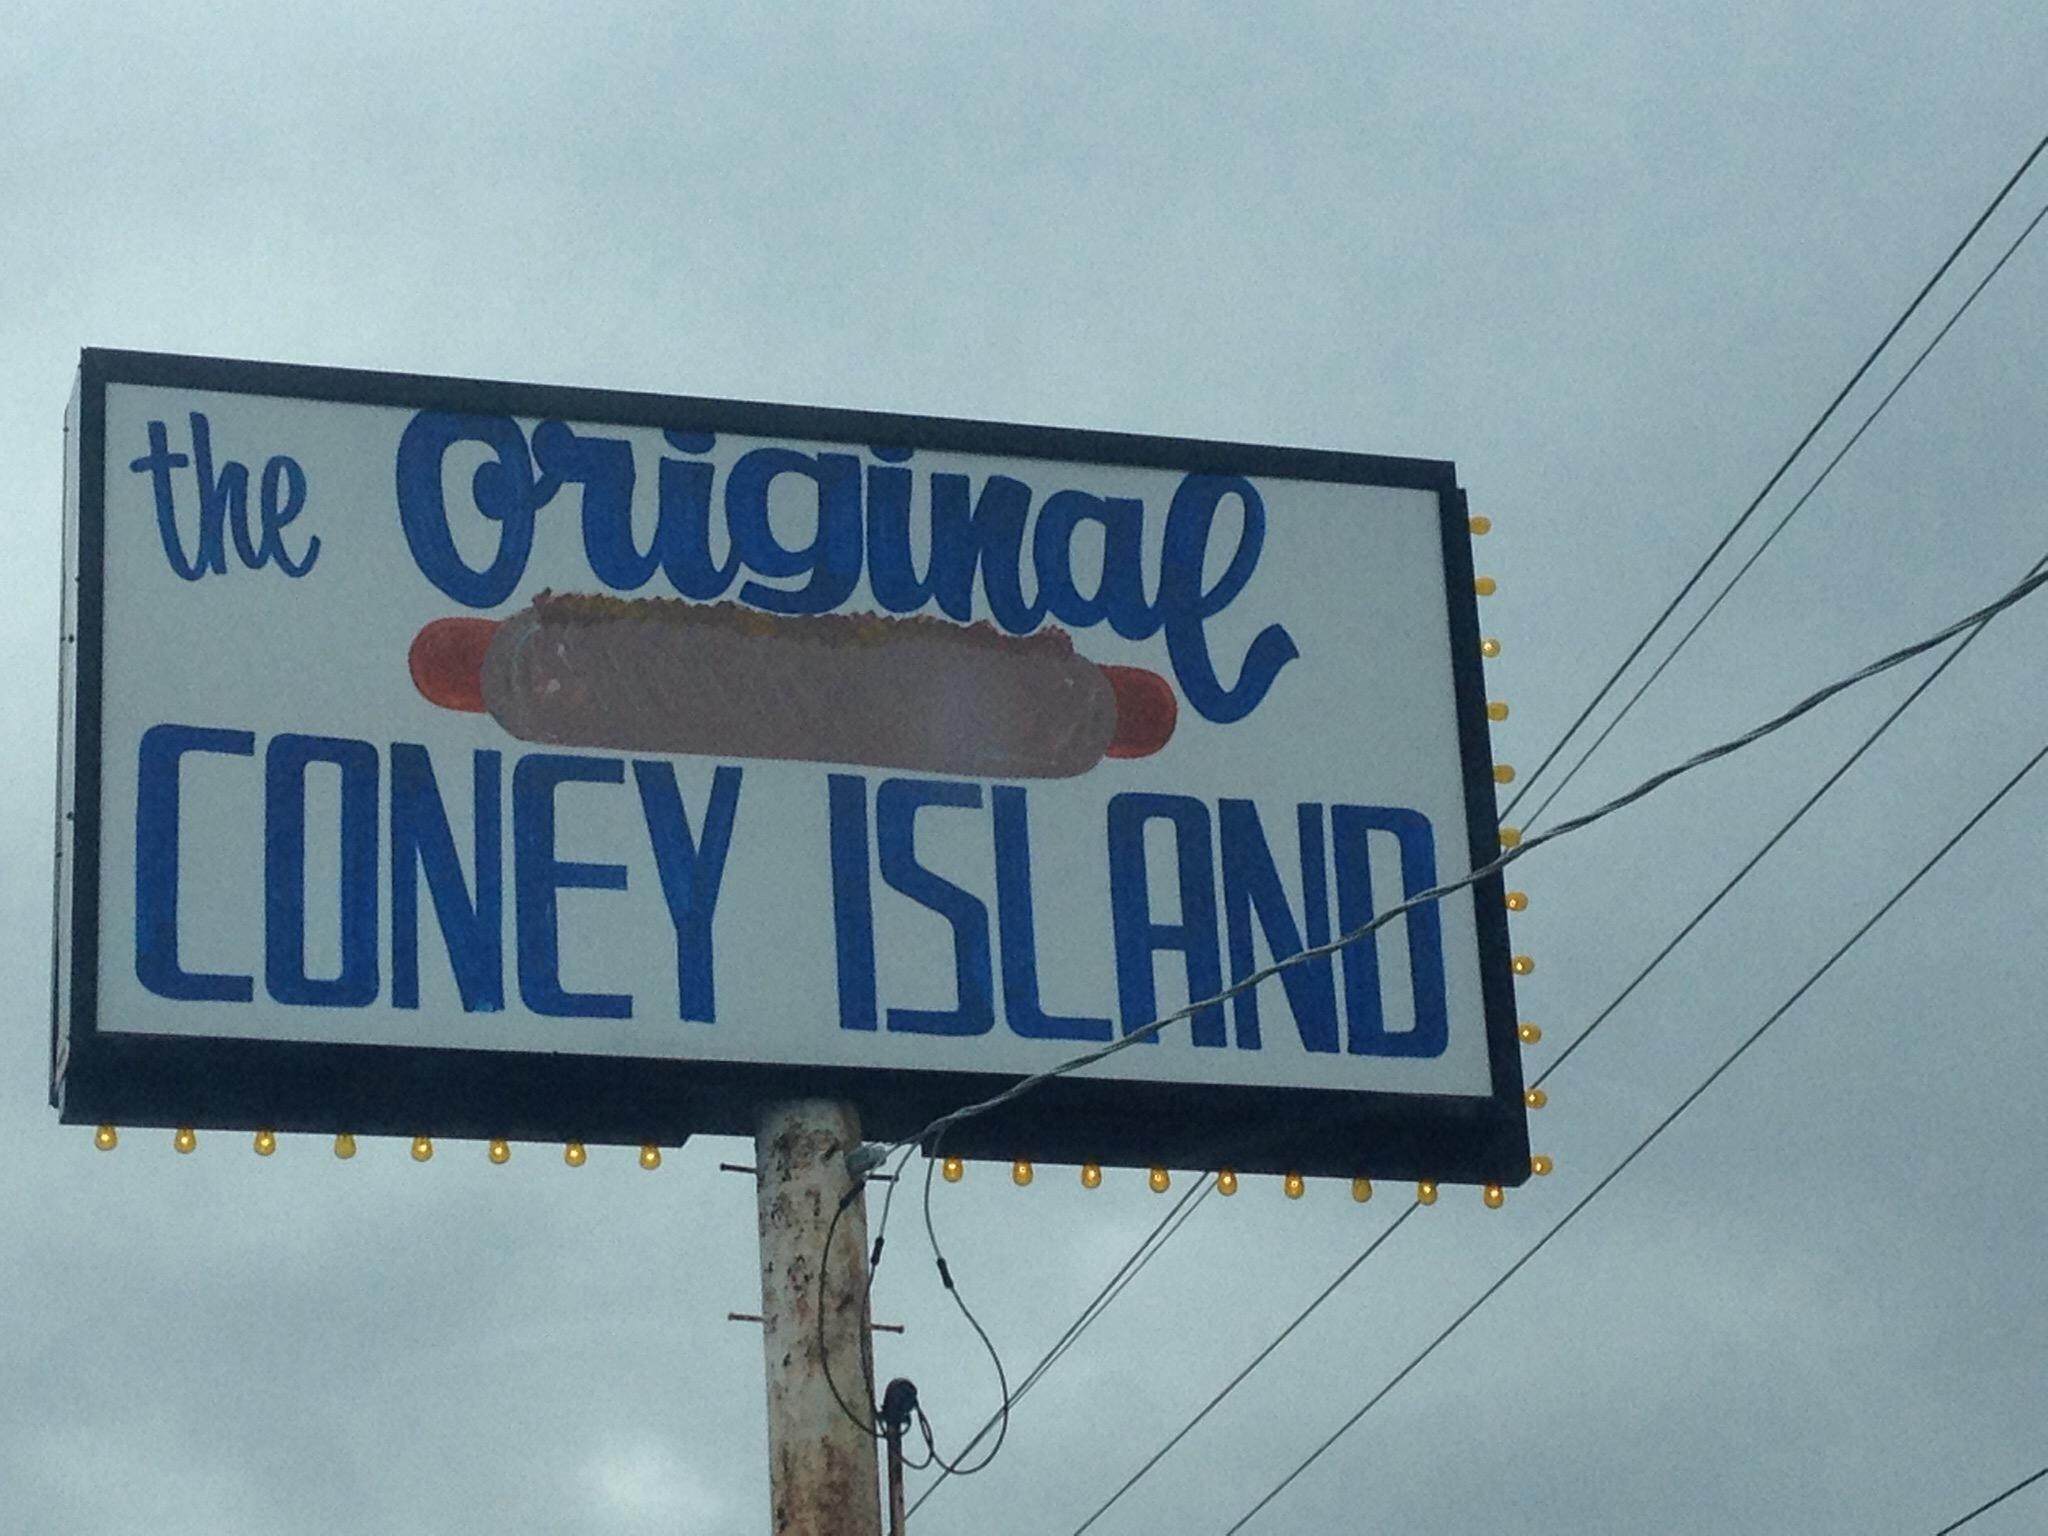 the Original
CONEY ISLAND